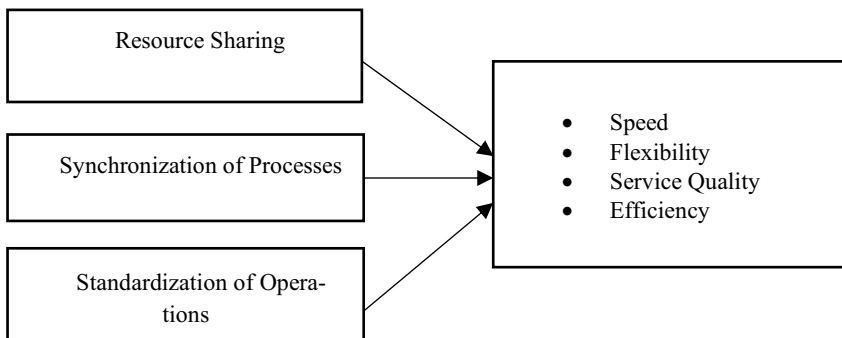 Resource Sharing
Synchronization of Processes
Standardization of Opera-
tions
• Speed
• Flexibility
• Service Quality
• Efficiency